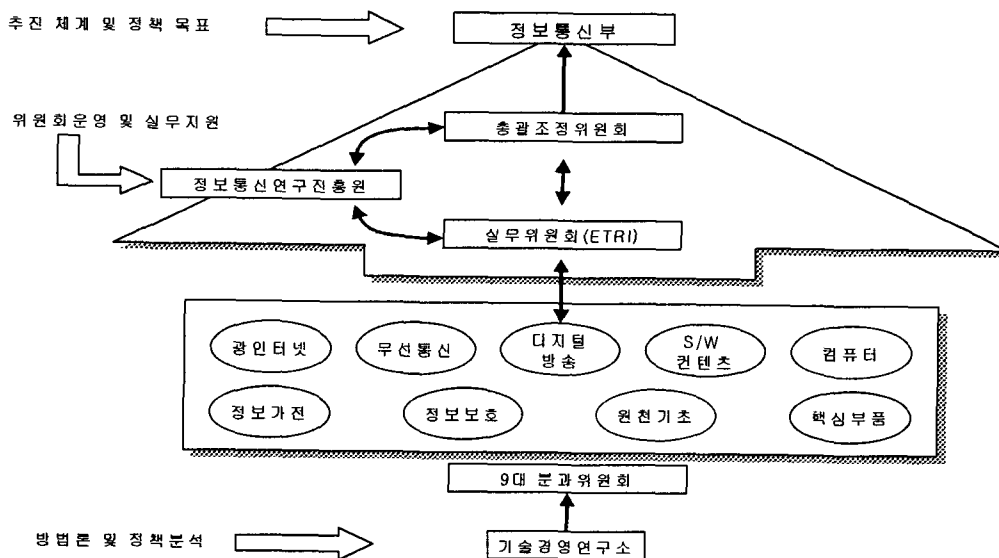 추진 체계 및 정책 목표
정보통신부
위원회운영 및 실무지원
총괄조정위원회
정보통신연구진흥원
실무위원회(ETRI)
광인터넷
무선통신
디지털
방송
S/W
컨텐츠
컴퓨터
정보가전
정보보호
원천기초
핵심부품
9대 분과위원회
방법론 및 정책분석
기술경영연구소